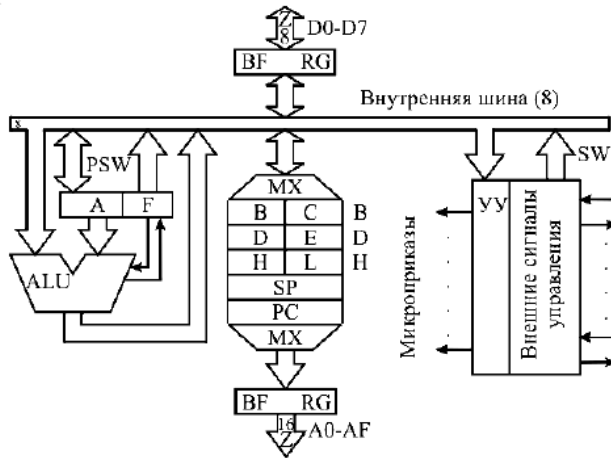 Z
8
D0-D7
BF RG
Внутренняя шина (8)
8
PSW
SW
A F
MX
УУ
B C B
D E D
H L H
ALU
SP
PC
MX
Микроприказы
Внешние сигналы
управления
BF RG
16
Z
A0-AF